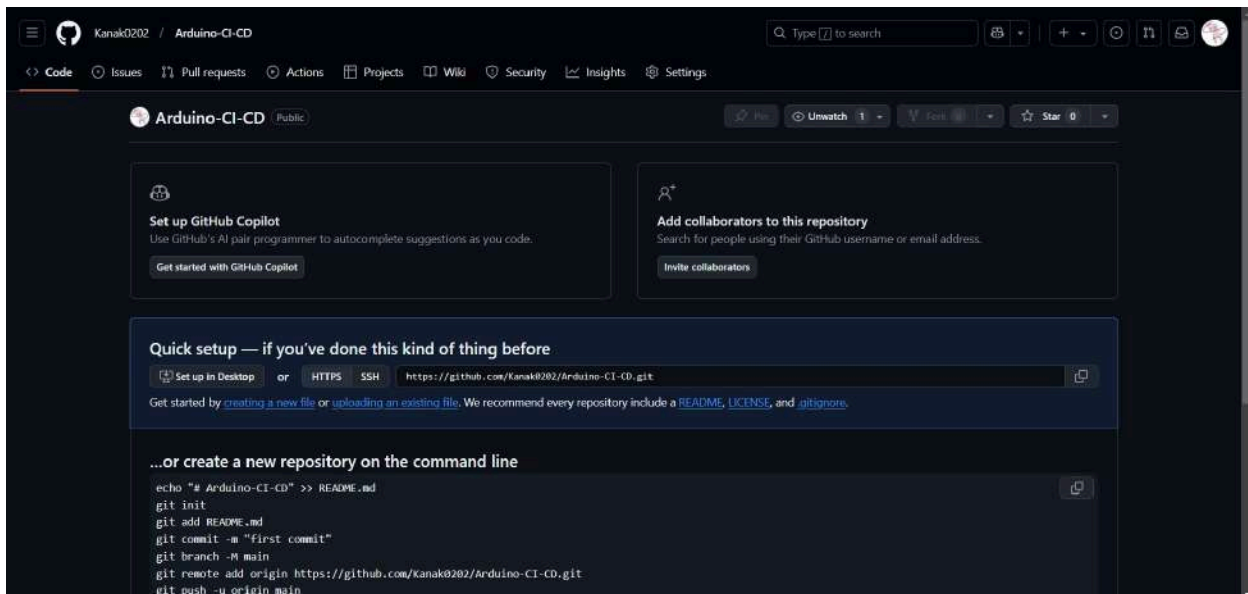 Kanak0202 / Arduino-CI-CD
Type / to search
Code Issues Pull requests Actions Projects Wiki Security Insights Settings
Arduino-CI-CD Public
Pin Unwatch 1 Fork Star 0
Set up GitHub Copilot
Use GitHub's AI pair programmer to autocomplete suggestions as you code.
Get started with GitHub Copilot
Add collaborators to this repository
Search for people using their GitHub username or email address.
Invite collaborators
Quick setup — if you've done this kind of thing before
Set up in Desktop or HTTPS SSH https://github.com/Kanak0202/Arduino-CI-CD.git
Get started by creating a new file or uploading an existing file. We recommend every repository include a README, LICENSE, and .gitignore.
...or create a new repository on the command line
echo "# Arduino-CI-CD" >> README.md
git init
git add README.md
git commit -m "first commit"
git branch -M main
git remote add origin https://github.com/Kanak0202/Arduino-CI-CD.git
git push -u origin main